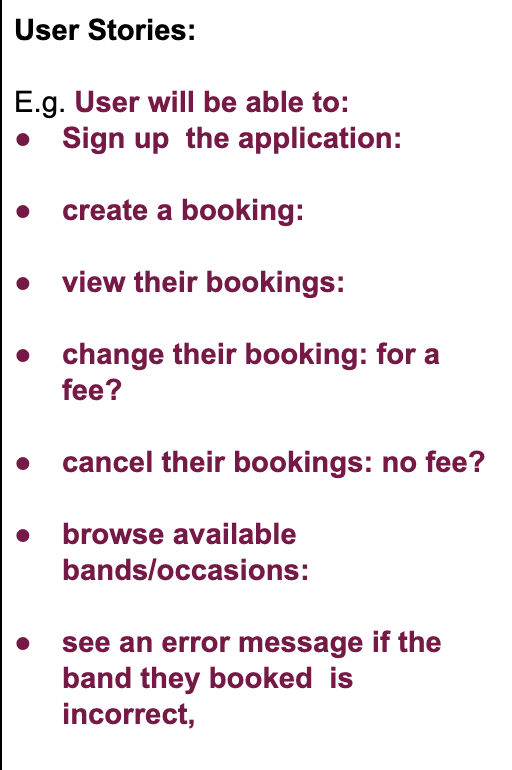 User Stories:
E.g. User will be able to:
● Sign up  the application:
● create a booking:
● view their bookings:
● change their booking: for a
fee?
● cancel their bookings: no fee?
● browse available
bands/occasions:
● see an error message if the
band they booked  is
incorrect,